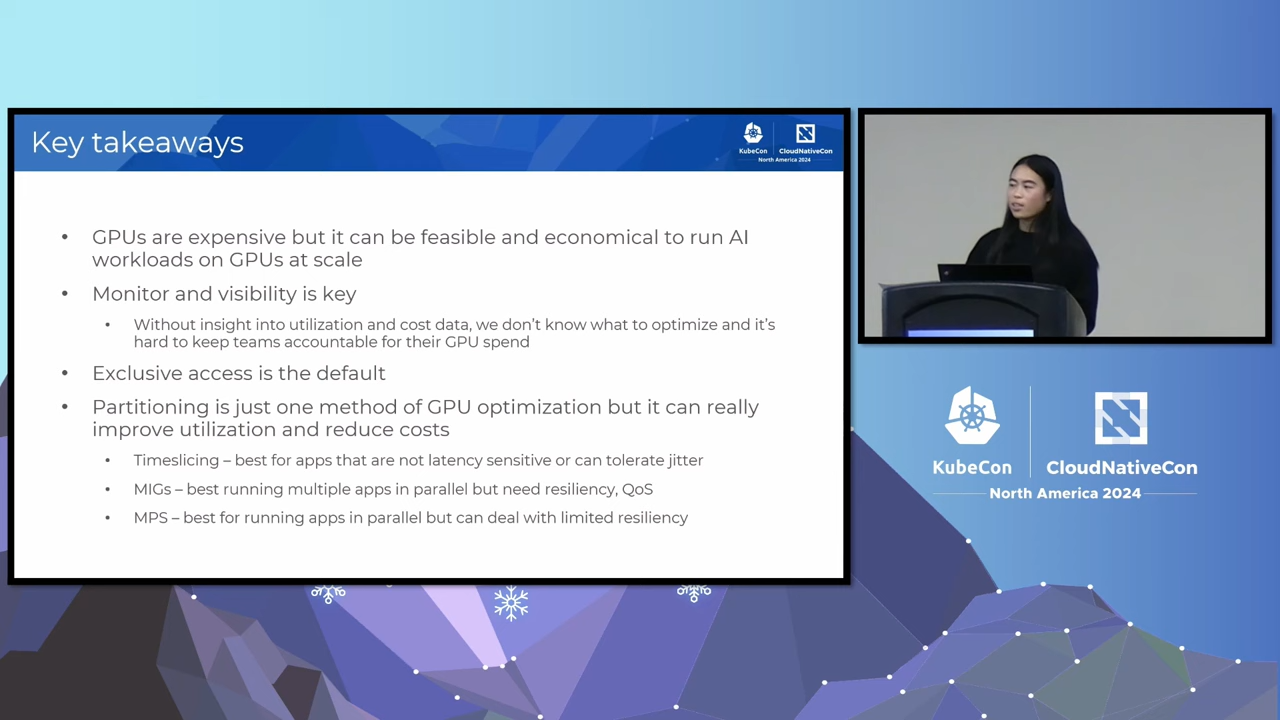 Key takeaways
KubeCon
CloudNativeCon
North America 2024
• GPUs are expensive but it can be feasible and economical to run AI
workloads on GPUs at scale
• Monitor and visibility is key
• Without insight into utilization and cost data, we don’t know what to optimize and it’s
hard to keep teams accountable for their GPU spend
• Exclusive access is the default
• Partitioning is just one method of GPU optimization but it can really
improve utilization and reduce costs
• Timeslicing – best for apps that are not latency sensitive or can tolerate jitter
• MIGs – best running multiple apps in parallel but need resiliency, QoS
• MPS – best for running apps in parallel but can deal with limited resiliency
KubeCon
CloudNativeCon
North America 2024